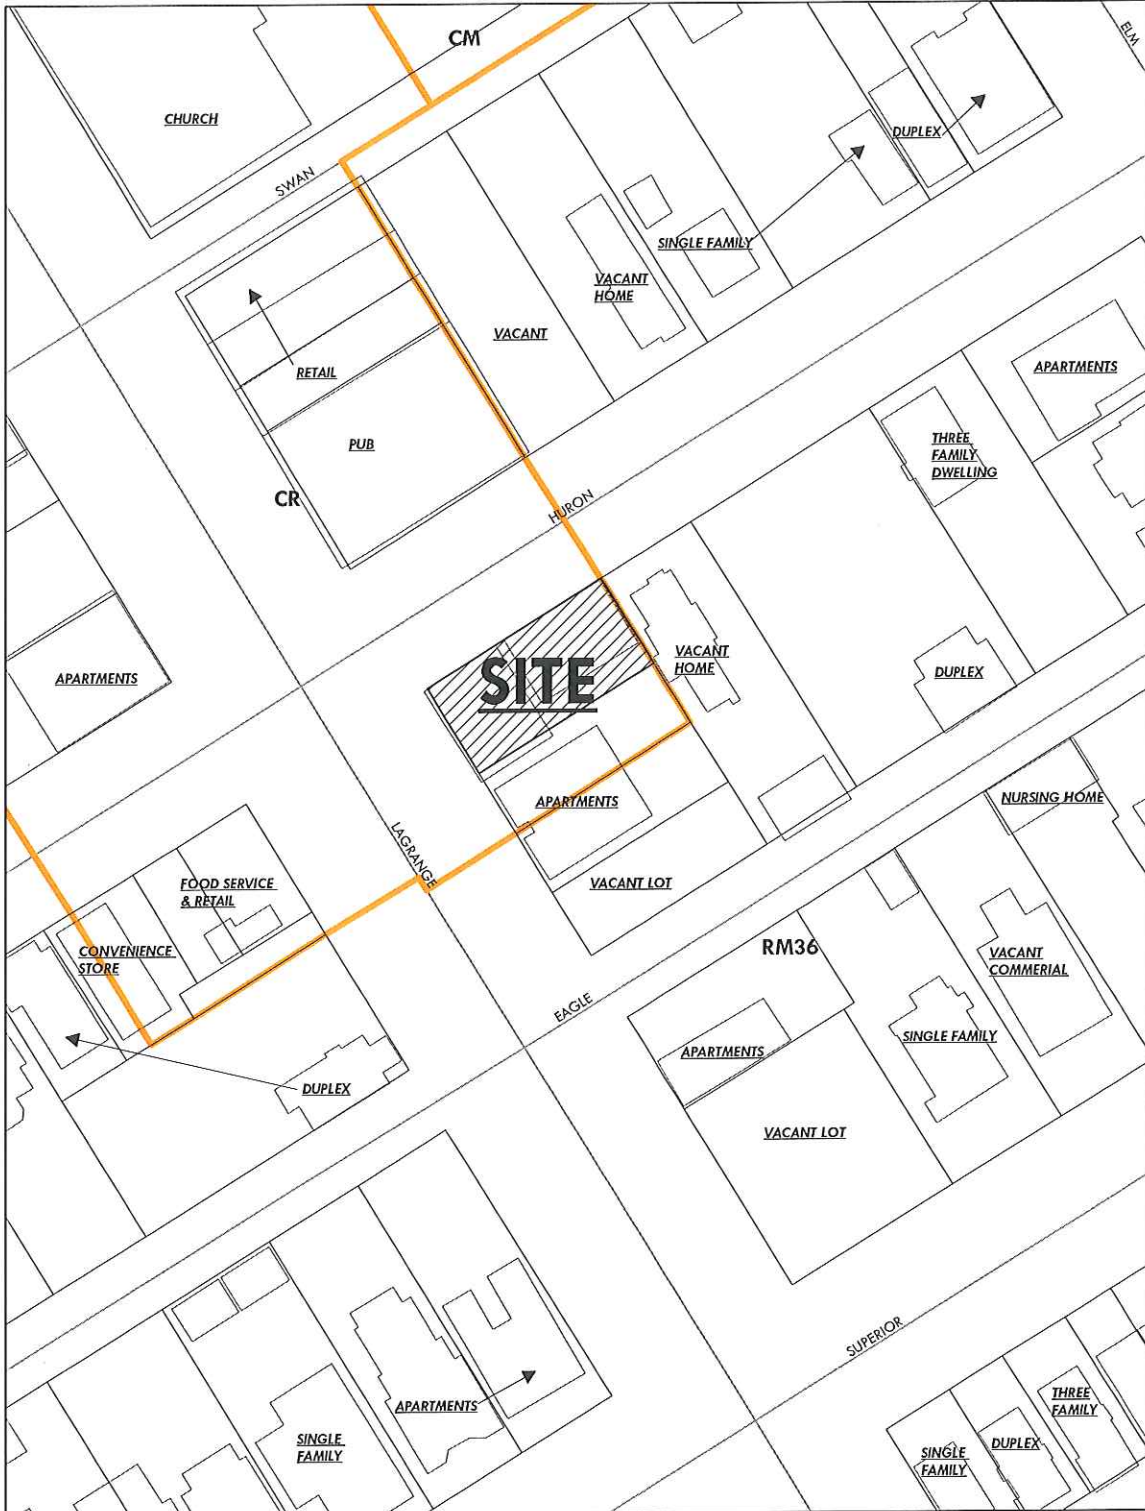 CM
ELM
CHURCH
DUPLEX
SWAN
SINGLE FAMILY
VACANT
HOME
VACANT
RETAIL
APARTMENTS
PUB
THREE
FAMILY
DWELLING
CR
HURON
SITE
VACANT
HOME
APARTMENTS
DUPLEX
APARTMENTS
NURSING HOME
LAGRANGE
FOOD SERVICE
& RETAIL
VACANT LOT
CONVENIENCE
STORE
RM36
VACANT
COMMERIAL
EAGLE
SINGLE FAMILY
APARTMENTS
DUPLEX
VACANT LOT
SUPERIOR
APARTMENTS
THREE
FAMILY
SINGLE
FAMILY
DUPLEX
SINGLE
FAMILY